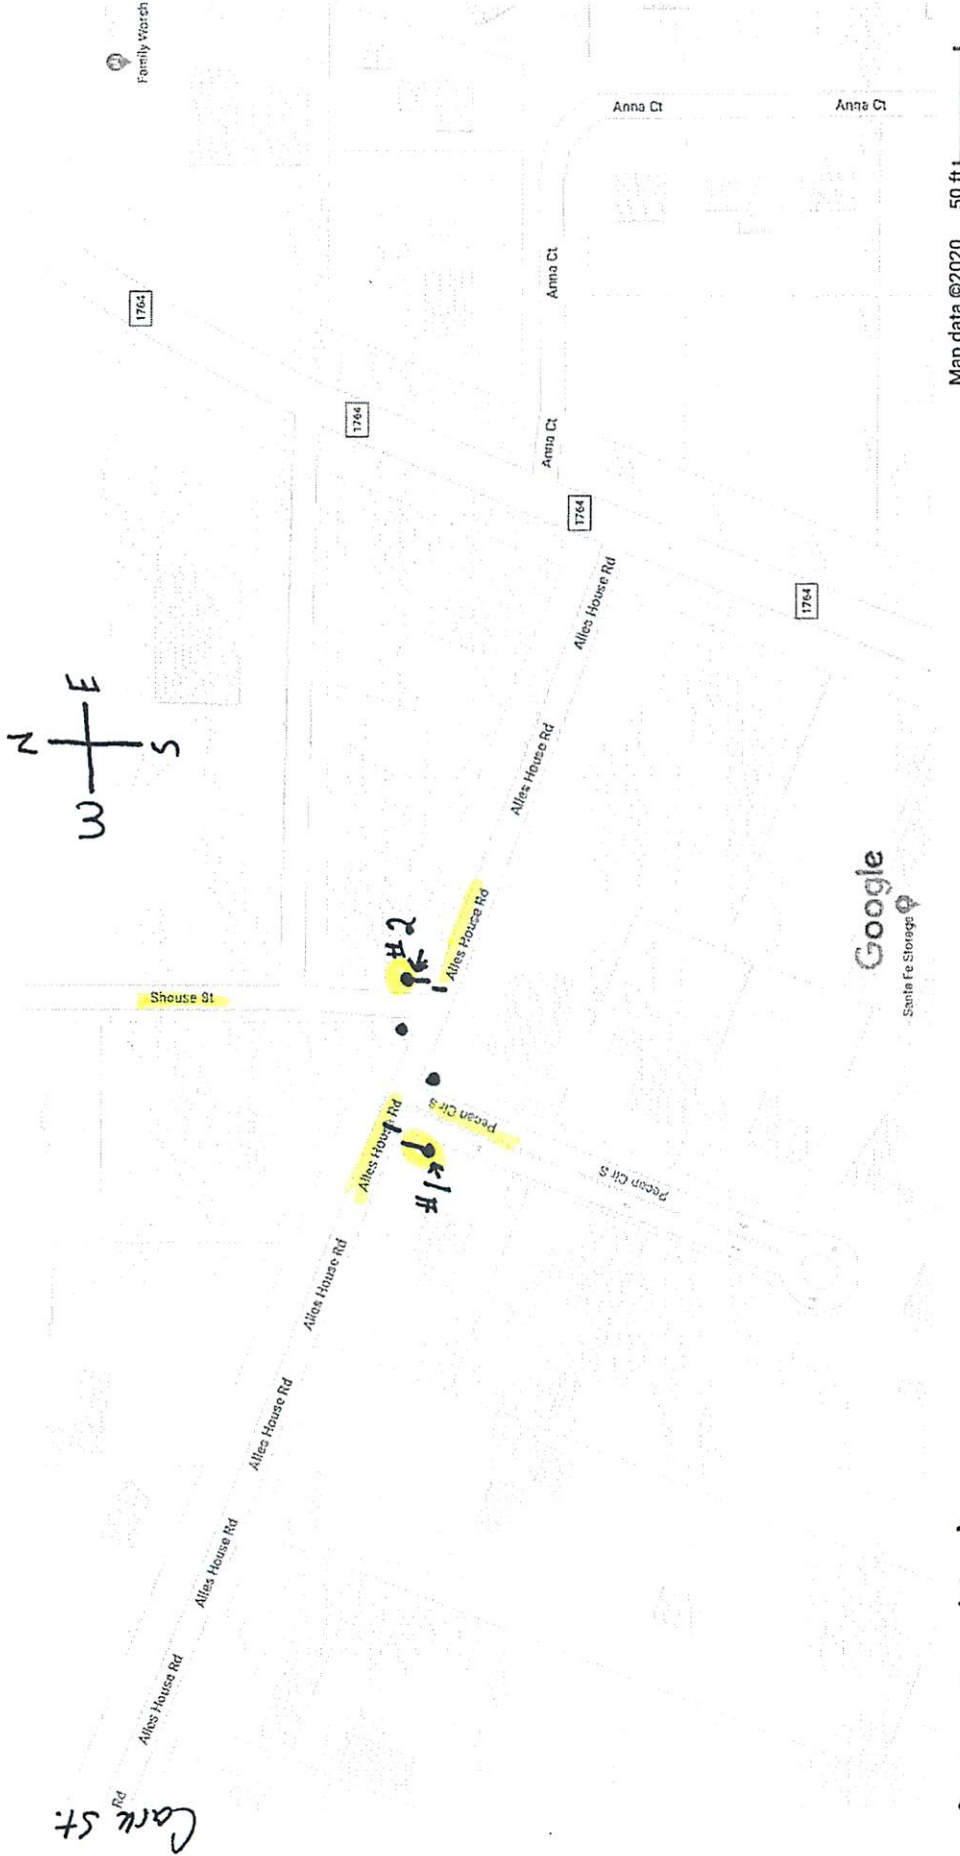 Family Worsh
N
W
E
S
1764
1764
1764
1764
Anna Ct
Anna Ct
Anna Ct
Anna Ct
Shouse St
# 2
#1
Alles House Rd
Alles House Rd
Alles House Rd
Alles House Rd
Alles House Rd
Alles House Rd
Alles House Rd
Alles House Rd
Rd
Pecan Cir S
Pecan Cir S
Google
Santa Fe Storage
Map data ©2020
50 ft